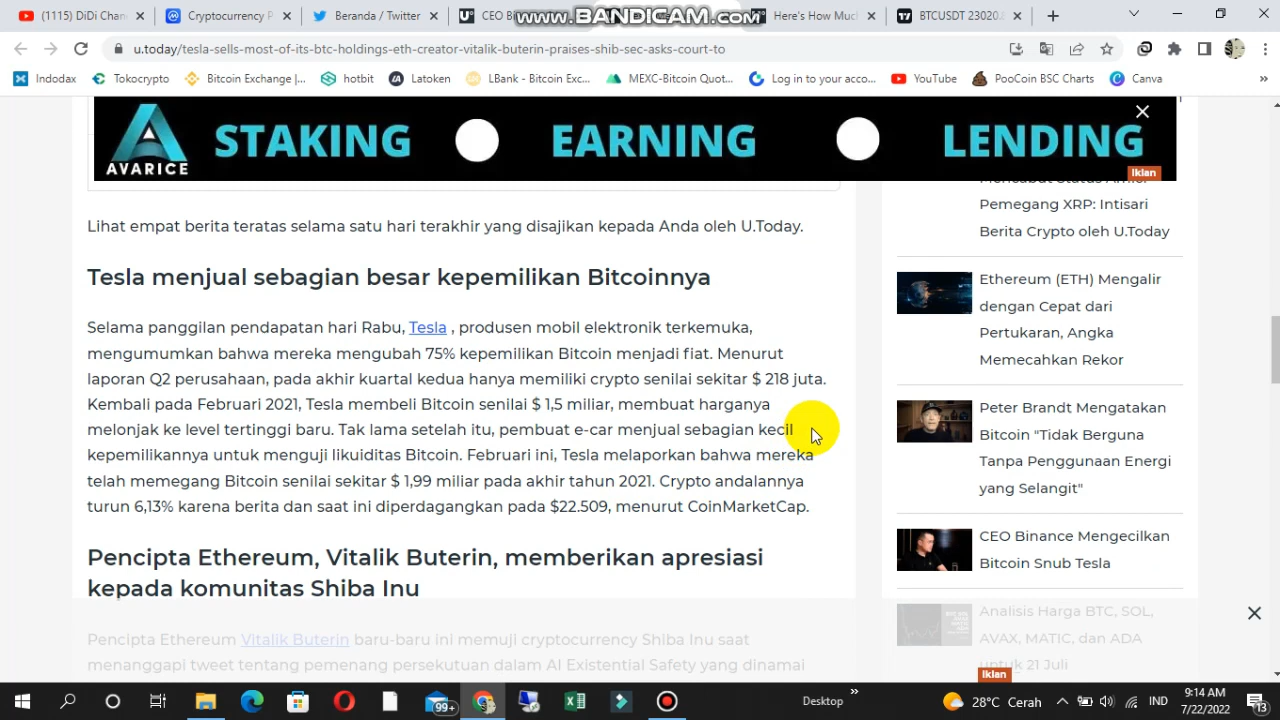 (1115) DiDi Chan
Cryptocurrency P
Beranda / Twitter
CEO Bi
www.BANDICAM.com
Here's How Much
BTCUSDT 23020.
u.today/tesla-sells-most-of-its-btc-holdings-eth-creator-vitalik-buterin-praises-shib-sec-asks-court-to
Indodax
Tokocrypto
Bitcoin Exchange |...
hotbit
Latoken
LBank - Bitcoin Exc...
MEXC-Bitcoin Quot...
Log in to your acco...
YouTube
PooCoin BSC Charts
Canva
»
AVARICE
STAKING
EARNING
LENDING
Iklan
Lihat empat berita teratas selama satu hari terakhir yang disajikan kepada Anda oleh U.Today.
Tesla menjual sebagian besar kepemilikan Bitcoinnya
Selama panggilan pendapatan hari Rabu, Tesla , produsen mobil elektronik terkemuka,
mengumumkan bahwa mereka mengubah 75% kepemilikan Bitcoin menjadi fiat. Menurut
laporan Q2 perusahaan, pada akhir kuartal kedua hanya memiliki crypto senilai sekitar $ 218 juta.
Kembali pada Februari 2021, Tesla membeli Bitcoin senilai $ 1,5 miliar, membuat harganya
melonjak ke level tertinggi baru. Tak lama setelah itu, pembuat e-car menjual sebagian kecil
kepemilikannya untuk menguji likuiditas Bitcoin. Februari ini, Tesla melaporkan bahwa mereka
telah memegang Bitcoin senilai sekitar $ 1,99 miliar pada akhir tahun 2021. Crypto andalannya
turun 6,13% karena berita dan saat ini diperdagangkan pada $22.509, menurut CoinMarketCap.
Pencipta Ethereum, Vitalik Buterin, memberikan apresiasi
kepada komunitas Shiba Inu
Pencipta Ethereum Vitalik Buterin baru-baru ini memuji cryptocurrency Shiba Inu saat
menanggapi tweet tentang pemenang persekutuan dalam AI Existential Safety yang dinamai
Mencabut Status Amici
Pemegang XRP: Intisari
Berita Crypto oleh U.Today
Ethereum (ETH) Mengalir
dengan Cepat dari
Pertukaran, Angka
Memecahkan Rekor
Peter Brandt Mengatakan
Bitcoin "Tidak Berguna
Tanpa Penggunaan Energi
yang Selangit"
CEO Binance Mengecilkan
Bitcoin Snub Tesla
Analisis Harga BTC, SOL,
AVAX, MATIC, dan ADA
untuk 21 Juli
Iklan
99+
Desktop
»
28°C Cerah
IND
9:14 AM
7/22/2022
13